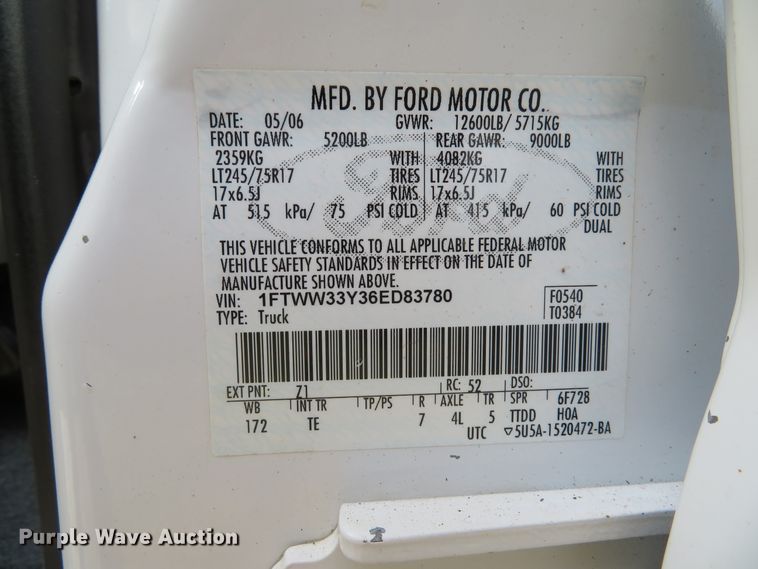 MFD. BY FORD MOTOR CO.
DATE: 05/06 GVWR: 12600LB/ 5715KG
FRONT GAWR: 5200LB REAR GAWR: 9000LB
2359KG WITH 4082KG WITH
LT245/75R17 TIRES LT245/75R17 TIRES
17x6.5J RIMS 17x6.5J RIMS
AT 515 kPa/ 75 PSI COLD AT 415 kPa/ 60 PSI COLD
DUAL
Ford
THIS VEHICLE CONFORMS TO ALL APPLICABLE FEDERAL MOTOR
VEHICLE SAFETY STANDARDS IN EFFECT ON THE DATE OF
MANUFACTURE SHOWN ABOVE.
VIN: 1FTWW33Y36ED83780 F0540
TYPE: Truck T0384
EXT PNT: Z1 RC: 52 DSO:
WB INT TR TP/PS R AXLE TR SPR 6F728
172 TE 7 4L 5 TTDD HOA
UTC ▽5U5A-1520472-BA
Purple Wave Auction